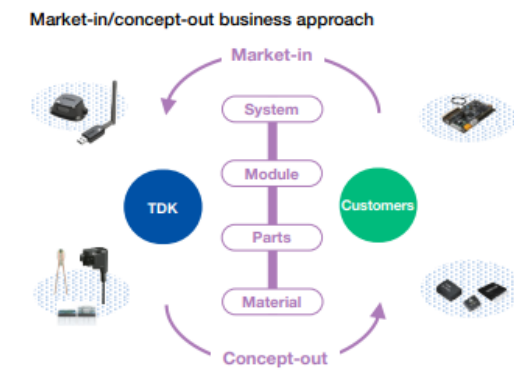 Market-in/concept-out business approach
Market-in
System
Module
TDK
Customers
Parts
Material
Concept-out